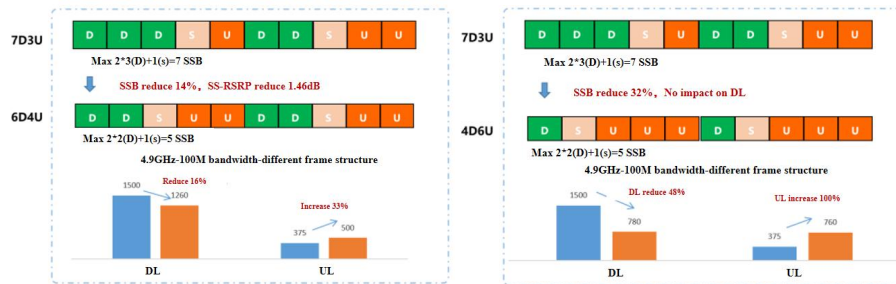 7D3U
D D D S U D D S U U
Max 2*3(D)+1(s)=7 SSB
SSB reduce 14%, SS-RSRP reduce 1.46dB
6D4U
D D S U U D D S U U
Max 2*2(D)+1(s)=5 SSB
4.9GHz-100M bandwidth-different frame structure
1500
Reduce 16%
1260
Increase 33%
375
500
DL
UL
7D3U
D D D S U D D S U U
Max 2*3(D)+1(s)=7 SSB
SSB reduce 32%, No impact on DL
4D6U
D S U U U D S U U U
Max 2*2(D)+1(s)=5 SSB
4.9GHz-100M bandwidth-different frame structure
1500
DL reduce 48%
780
UL increase 100%
375
760
DL
UL